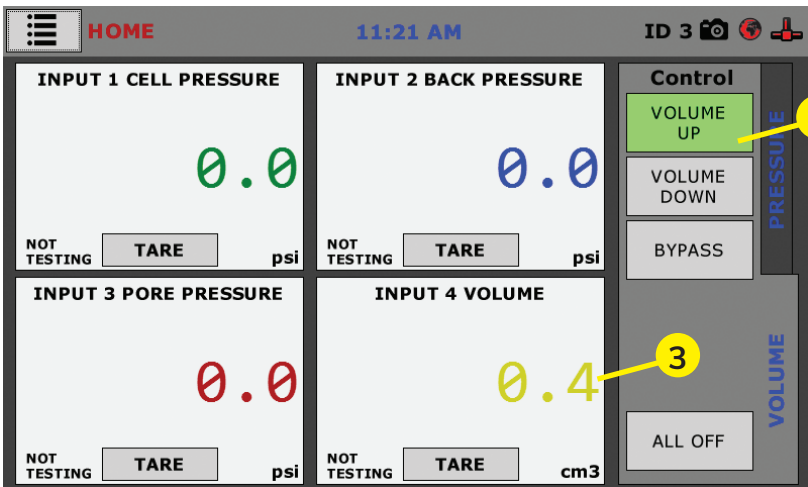 HOME
11:21 AM
ID 3
INPUT 1 CELL PRESSURE
0.0
NOT
TESTING
TARE
psi
INPUT 2 BACK PRESSURE
0.0
NOT
TESTING
TARE
psi
INPUT 3 PORE PRESSURE
0.0
NOT
TESTING
TARE
psi
INPUT 4 VOLUME
0.4
NOT
TESTING
TARE
cm3
3
Control
VOLUME
UP
VOLUME
DOWN
BYPASS
ALL OFF
PRESSURE
VOLUME